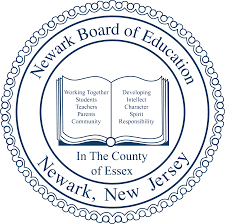 Newark Board of Education
Working Together
Students
Teachers
Parents
Community
Developing
Intellect
Character
Spirit
Responsibility
In The County
of Essex
Newark, New Jersey